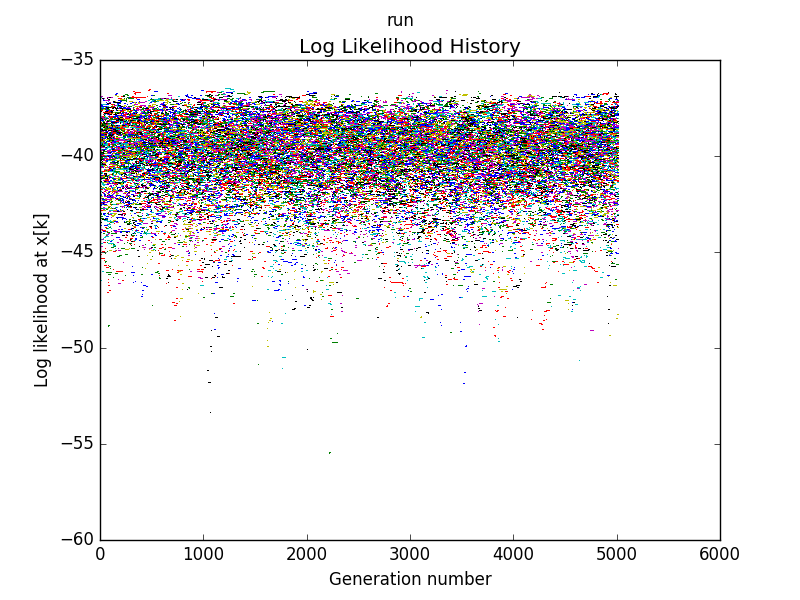 run
Log Likelihood History
Log likelihood at x[k]
−35
−40
−45
−50
−55
−60
0 1000 2000 3000 4000 5000 6000
Generation number